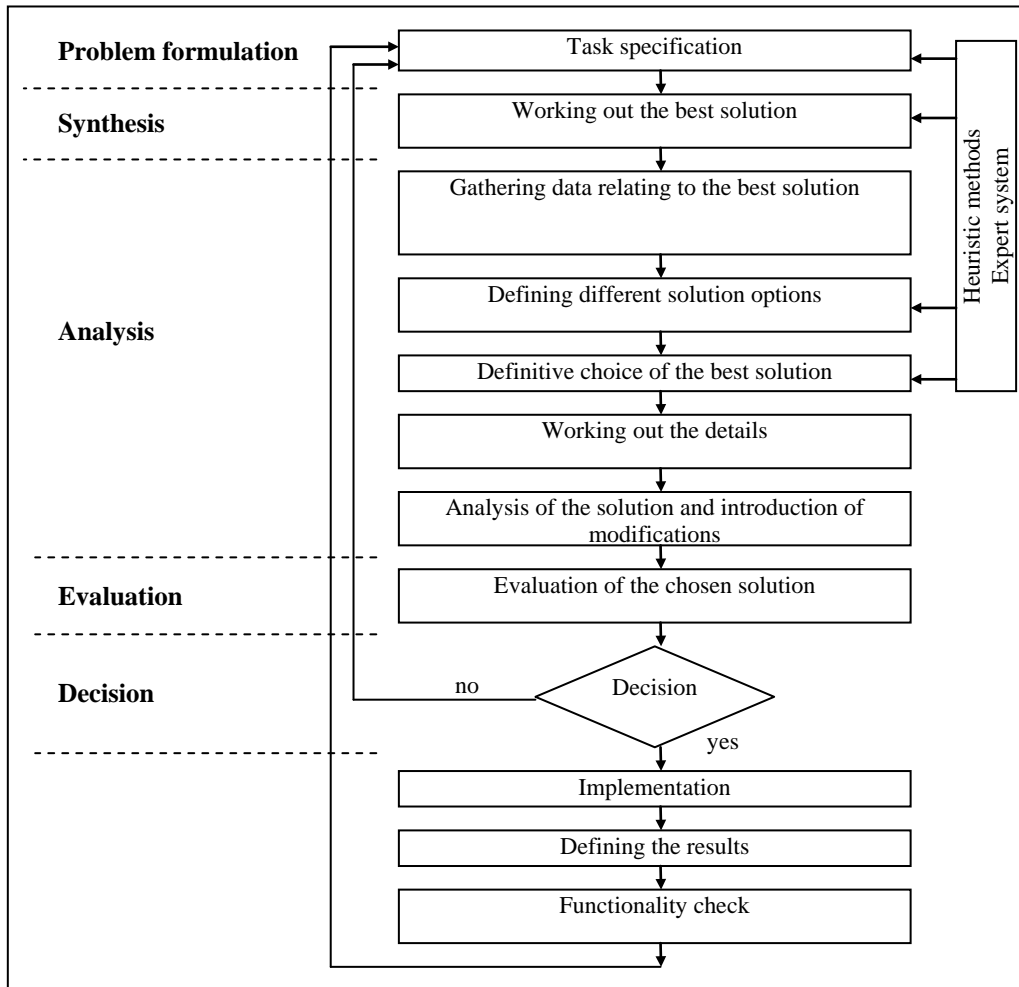 Problem formulation
Task specification
Synthesis
Working out the best solution
Gathering data relating to the best solution
Analysis
Defining different solution options
Definitive choice of the best solution
Working out the details
Analysis of the solution and introduction of
modifications
Evaluation
Evaluation of the chosen solution
Decision
no
Decision
yes
Implementation
Defining the results
Functionality check
Heuristic methods
Expert system